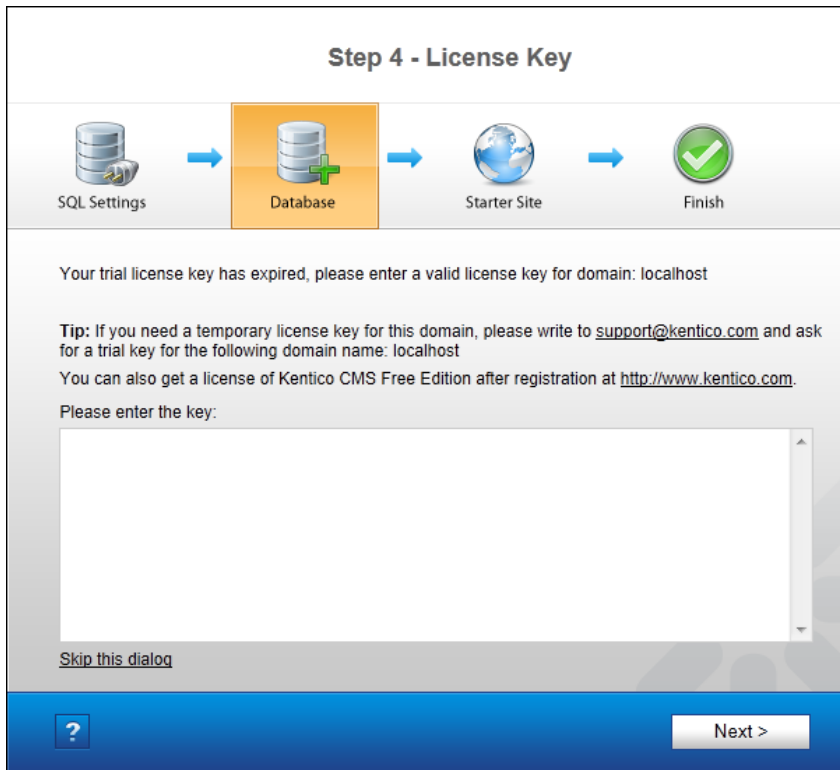 Step 4 - License Key
SQL Settings
Database
Starter Site
Finish
Your trial license key has expired, please enter a valid license key for domain: localhost
Tip: If you need a temporary license key for this domain, please write to support@kentico.com and ask
for a trial key for the following domain name: localhost
You can also get a license of Kentico CMS Free Edition after registration at http://www.kentico.com.
Please enter the key:
Skip this dialog
?
Next >